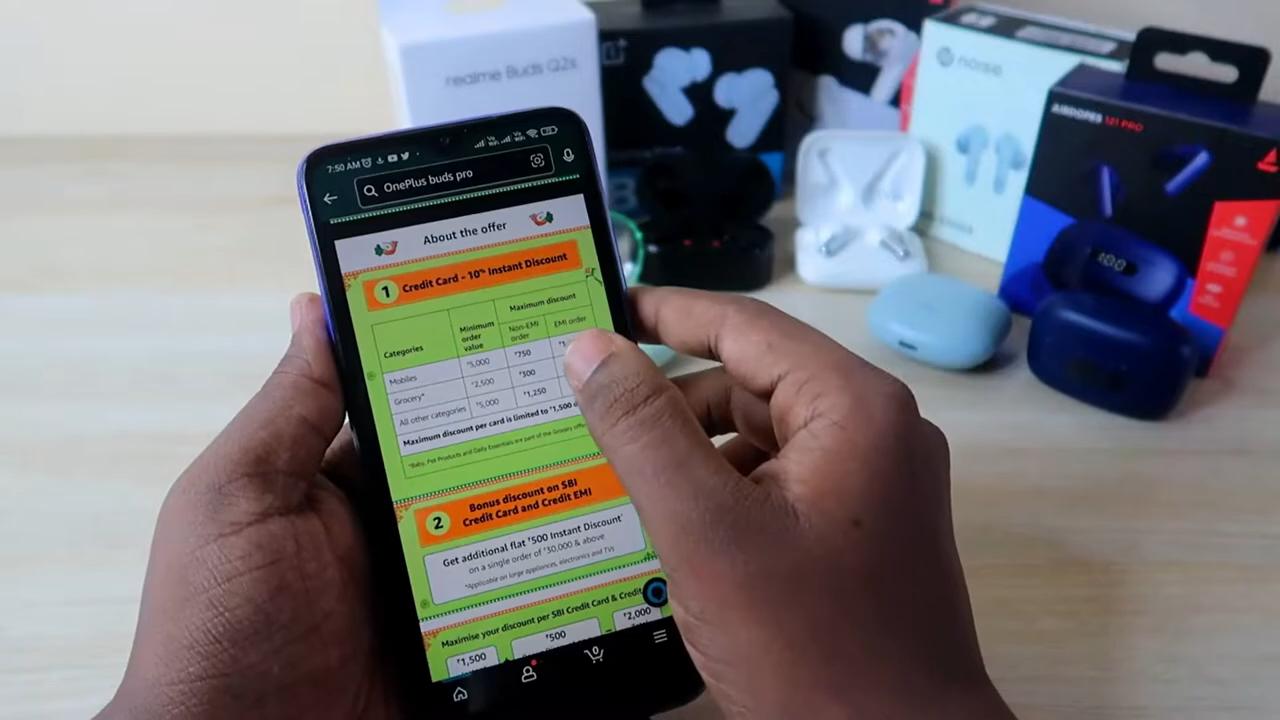 realme Buds Q2s
noise
AIRDOPES 121 PRO
100
7:50 AM
OnePlus buds pro
About the offer
1 Credit Card - 10% Instant Discount
Categories
Minimum order value
Maximum discount
Non-EMI order
EMI order
Mobiles ₹5,000 ₹750
Grocery* ₹2,500 ₹300
All other categories ₹5,000 ₹1,250
Maximum discount per card is limited to ₹1,500
*Baby, Pet Products and Daily Essentials are part of the Grocery
2 Bonus discount on SBI
Credit Card and Credit EMI
Get additional flat ₹500 Instant Discount*
on a single order of ₹30,000 & above
*Applicable on large appliances, electronics and TVs
Maximise your discount per SBI Credit Card & Credit
₹1,500
₹500
₹2,000
0